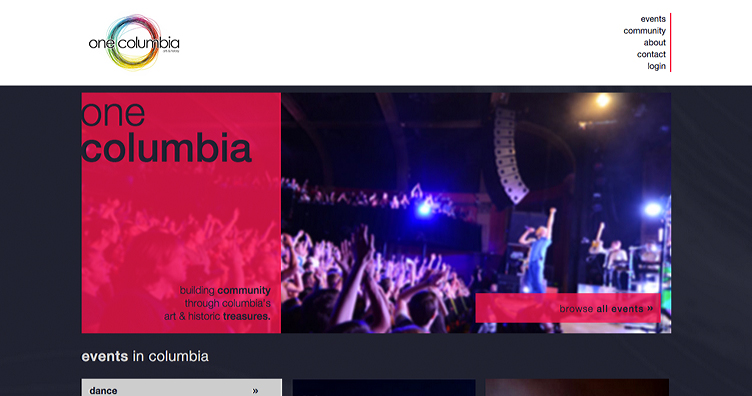 one columbia
events
community
about
contact
login
one
columbia
building community
through columbia's
art & historic treasures.
browse all events »
events in columbia
dance »